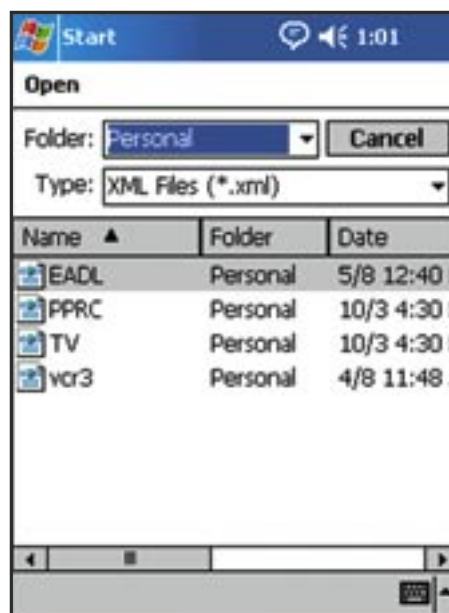 Start 1:01
Open
Folder: Personal Cancel
Type: XML Files (*.xml)
Name Folder Date
EADL Personal 5/8 12:40
PPRC Personal 10/3 4:30
TV Personal 10/3 4:30
vcr3 Personal 4/8 11:48